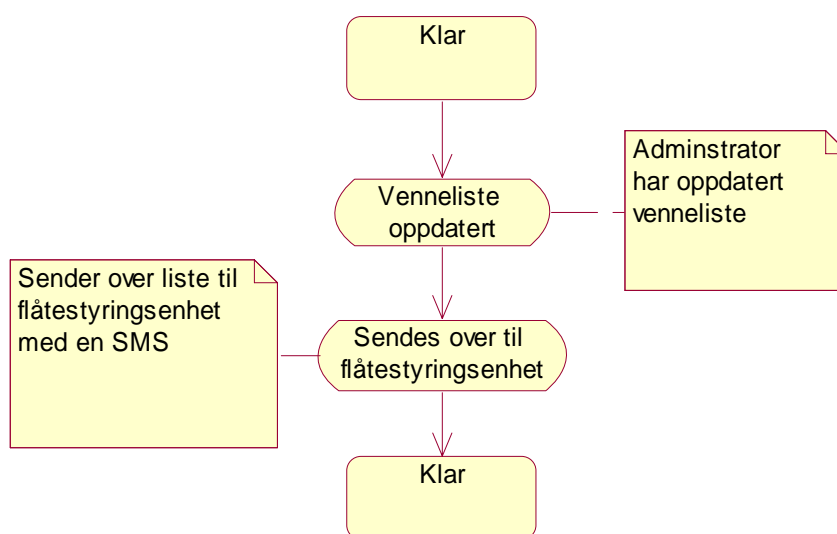 Klar
Venneliste
oppdatert
Adminstrator
har oppdatert
venneliste
Sender over liste til
flåtestyringsenhet
med en SMS
Sendes over til
flåtestyringsenhet
Klar